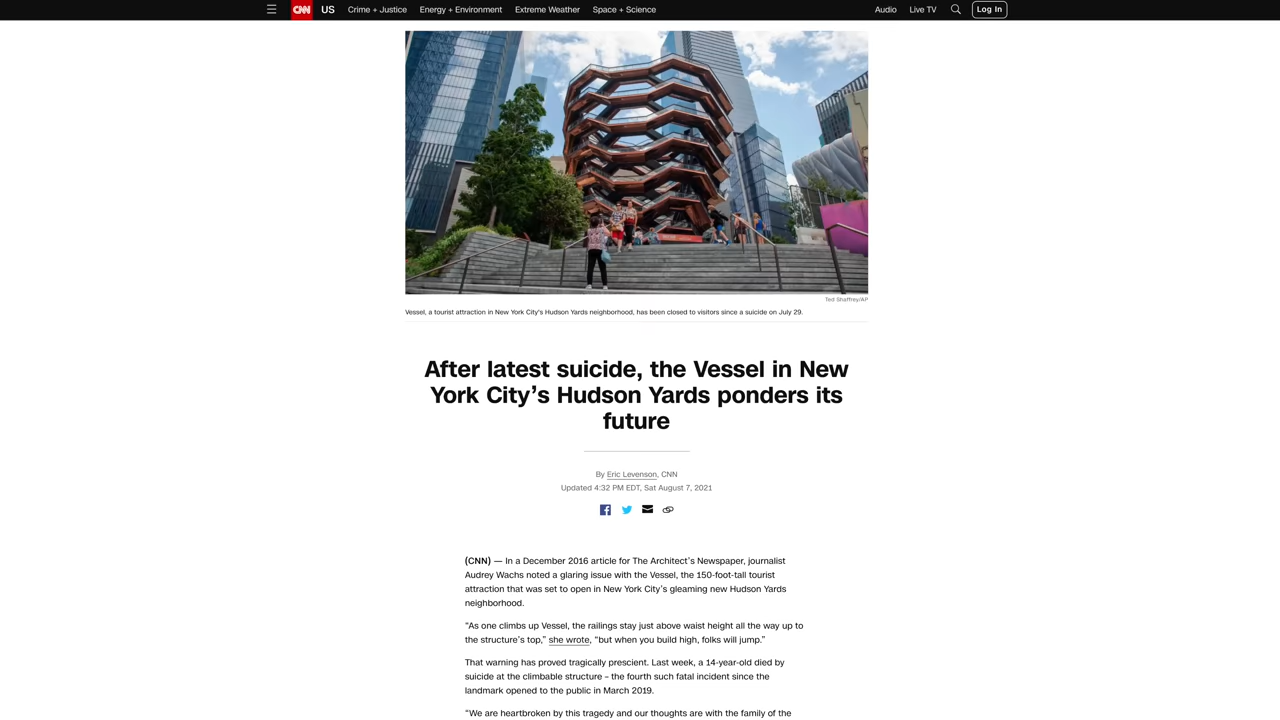 CNN US Crime + Justice Energy + Environment Extreme Weather Space + Science Audio Live TV Log In
Ted Shaffrey/AP
Vessel, a tourist attraction in New York City's Hudson Yards neighborhood, has been closed to visitors since a suicide on July 29.
After latest suicide, the Vessel in New
York City’s Hudson Yards ponders its
future
By Eric Levenson, CNN
Updated 4:32 PM EDT, Sat August 7, 2021
(CNN) — In a December 2016 article for The Architect’s Newspaper, journalist
Audrey Wachs noted a glaring issue with the Vessel, the 150-foot-tall tourist
attraction that was set to open in New York City’s gleaming new Hudson Yards
neighborhood.
“As one climbs up Vessel, the railings stay just above waist height all the way up to
the structure’s top,” she wrote, “but when you build high, folks will jump.”
That warning has proved tragically prescient. Last week, a 14-year-old died by
suicide at the climbable structure – the fourth such fatal incident since the
landmark opened to the public in March 2019.
“We are heartbroken by this tragedy and our thoughts are with the family of the